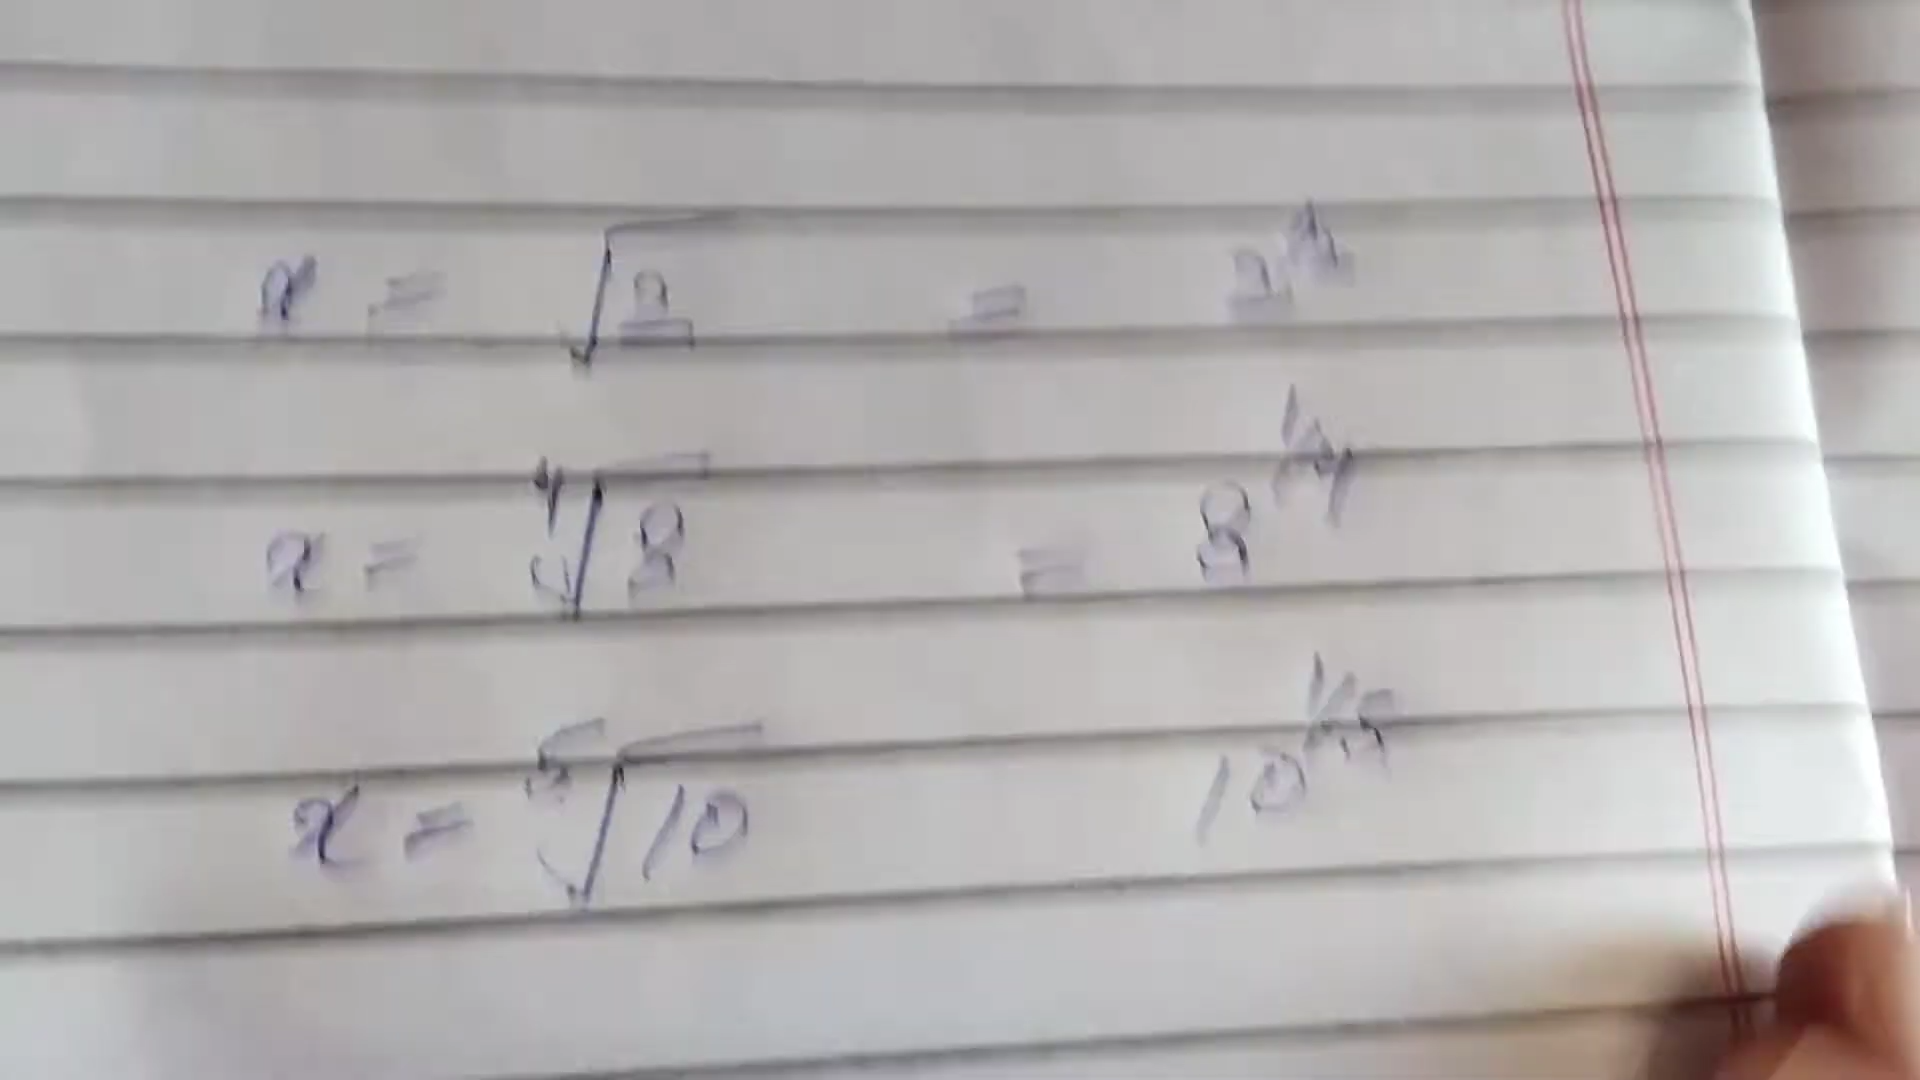 x = √2 = 2^1/2
x = ⁴√8 = 8^1/4
x = ⁵√10 10^1/5